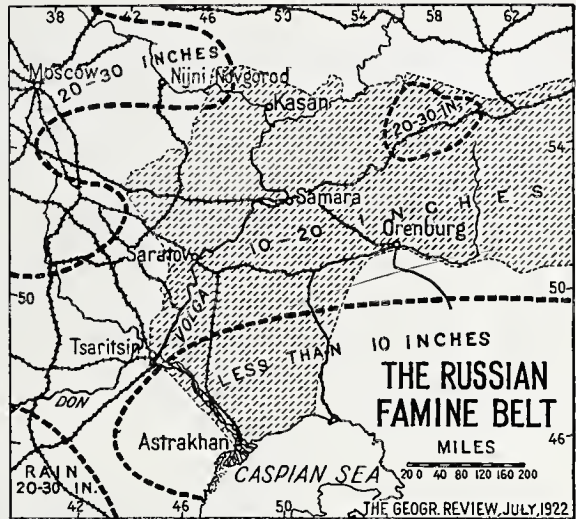 38 42 46 50 54 58 62
INCHES
20-30
Moscow
Nijni Novgorod
Kasan
20-30 IN.
54
Samara
10-20 INCHES
Orenburg
Saratov
50
50
VOLGA
Tsaritsin
LESS THAN 10 INCHES
THE RUSSIAN
FAMINE BELT
DON
MILES
20 0 40 80 120 160 200
46
Astrakhan
RAIN
20-30 IN.
CASPIAN SEA
42 46 50
THE GEOGR. REVIEW, JULY, 1922